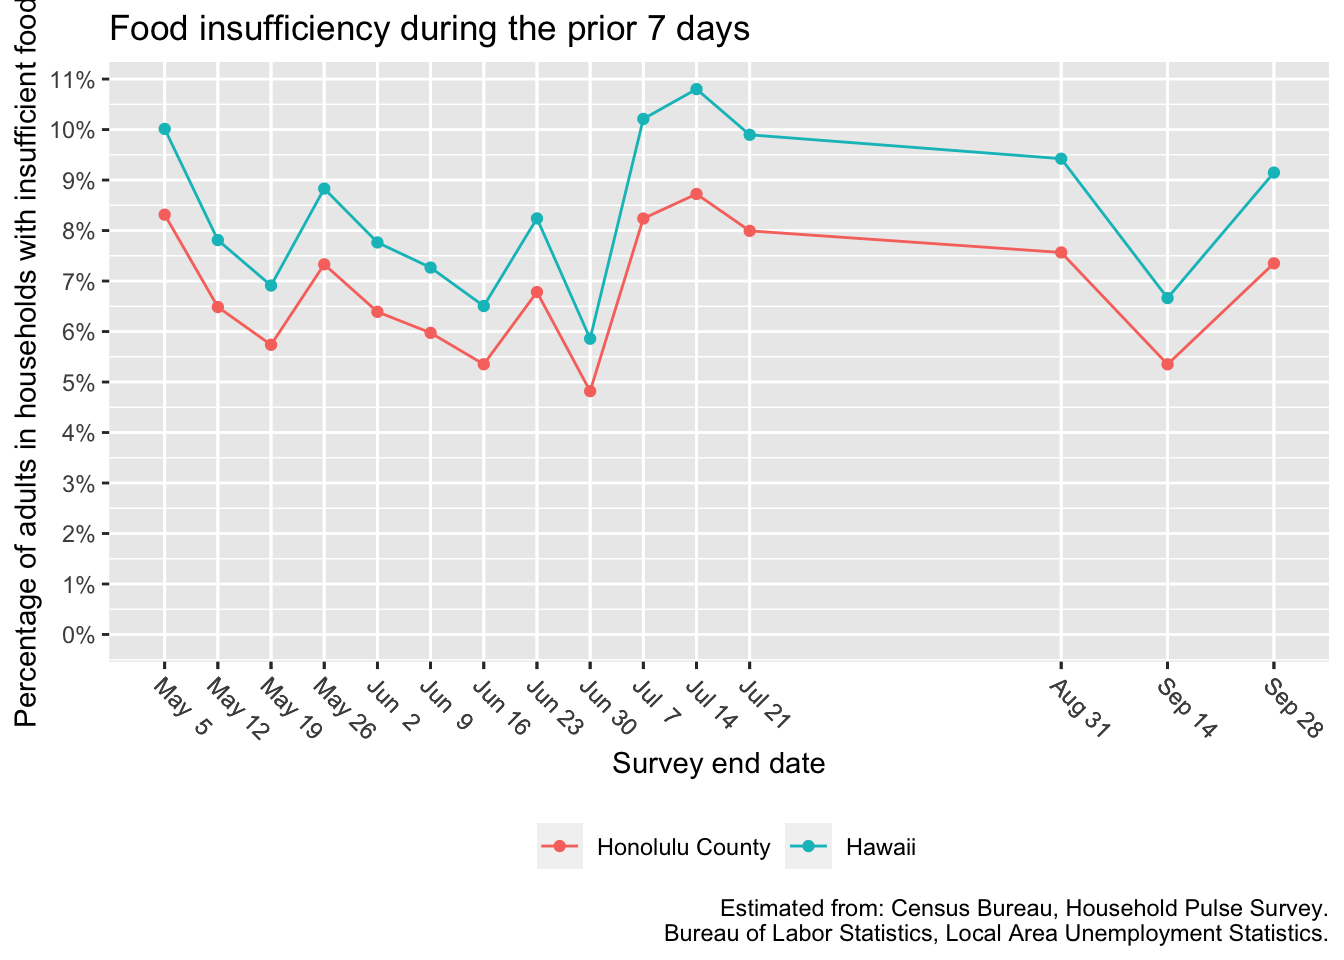 Food insufficiency during the prior 7 days
Percentage of adults in households with insufficient food
11%
10%
9%
8%
7%
6%
5%
4%
3%
2%
1%
0%
May 5
May 12
May 19
May 26
Jun 2
Jun 9
Jun 16
Jun 23
Jun 30
Jul 7
Jul 14
Jul 21
Aug 31
Sep 14
Sep 28
Survey end date
Honolulu County
Hawaii
Estimated from: Census Bureau, Household Pulse Survey.
Bureau of Labor Statistics, Local Area Unemployment Statistics.